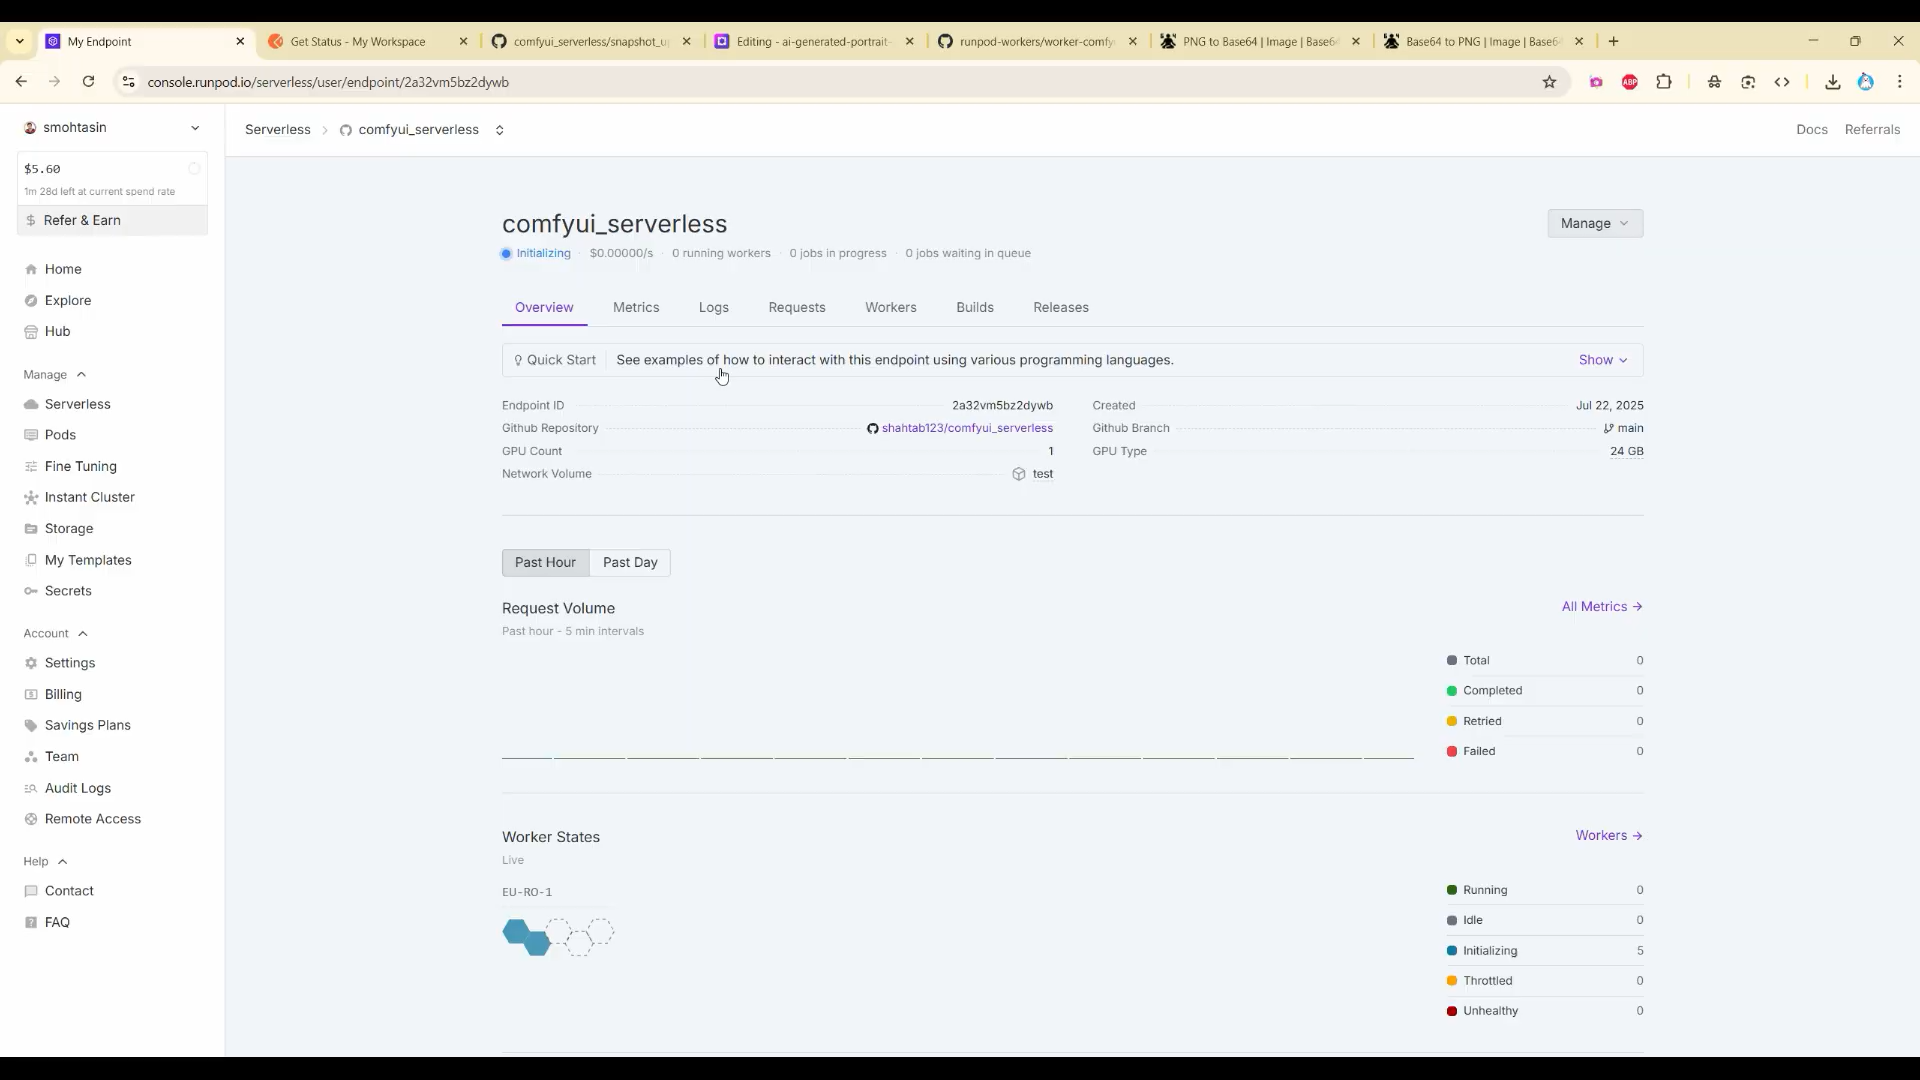 My Endpoint
Get Status - My Workspace
comfyui_serverless/snapshot_u
Editing - ai-generated-portrait-
runpod-workers/worker-comfy
PNG to Base64 | Image | Base6
Base64 to PNG | Image | Base6
console.runpod.io/serverless/user/endpoint/2a32vm5bz2dywb
ABP
smohtasin
Serverless
comfyui_serverless
Docs
Referrals
$5.60
1m 28d left at current spend rate
Refer & Earn
Home
Explore
Hub
Manage
Serverless
Pods
Fine Tuning
Instant Cluster
Storage
My Templates
Secrets
Account
Settings
Billing
Savings Plans
Team
Audit Logs
Remote Access
Help
Contact
FAQ
comfyui_serverless
Manage
Initializing · $0.00000/s · 0 running workers · 0 jobs in progress · 0 jobs waiting in queue
Overview
Metrics
Logs
Requests
Workers
Builds
Releases
Quick Start
See examples of how to interact with this endpoint using various programming languages.
Show
Endpoint ID 2a32vm5bz2dywb
Created Jul 22, 2025
Github Repository shahtab123/comfyui_serverless
Github Branch main
GPU Count 1
GPU Type 24 GB
Network Volume test
Past Hour
Past Day
Request Volume
All Metrics →
Past hour - 5 min intervals
Total 0
Completed 0
Retried 0
Failed 0
Worker States
Workers →
Live
EU-RO-1
Running 0
Idle 0
Initializing 5
Throttled 0
Unhealthy 0